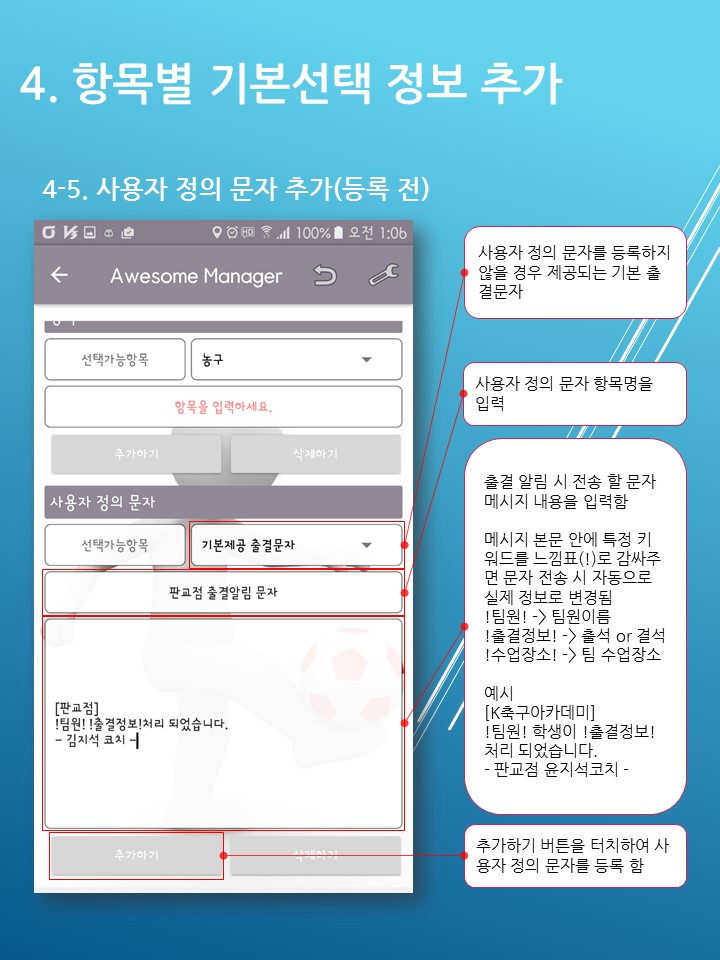 4. 항목별 기본선택 정보 추가
4-5. 사용자 정의 문자 추가(등록 전)
HD 100% 오전 1:06
Awesome Manager
선택가능항목 농구
항목을 입력하세요.
추가하기 삭제하기
사용자 정의 문자
선택가능항목 기본제공 출결문자
판교점 출결알림 문자
[판교점]
!팀원! !출결정보!처리 되었습니다.
- 김지석 코치 -
추가하기 삭제하기
사용자 정의 문자를 등록하지
않을 경우 제공되는 기본 출
결문자
사용자 정의 문자 항목명을
입력
출결 알림 시 전송 할 문자
메시지 내용을 입력함
메시지 본문 안에 특정 키
워드를 느낌표(!)로 감싸주
면 문자 전송 시 자동으로
실제 정보로 변경됨
!팀원! -> 팀원이름
!출결정보! -> 출석 or 결석
!수업장소! -> 팀 수업장소
예시
[K축구아카데미]
!팀원! 학생이 !출결정보!
처리 되었습니다.
- 판교점 윤지석코치 -
추가하기 버튼을 터치하여 사
용자 정의 문자를 등록 함